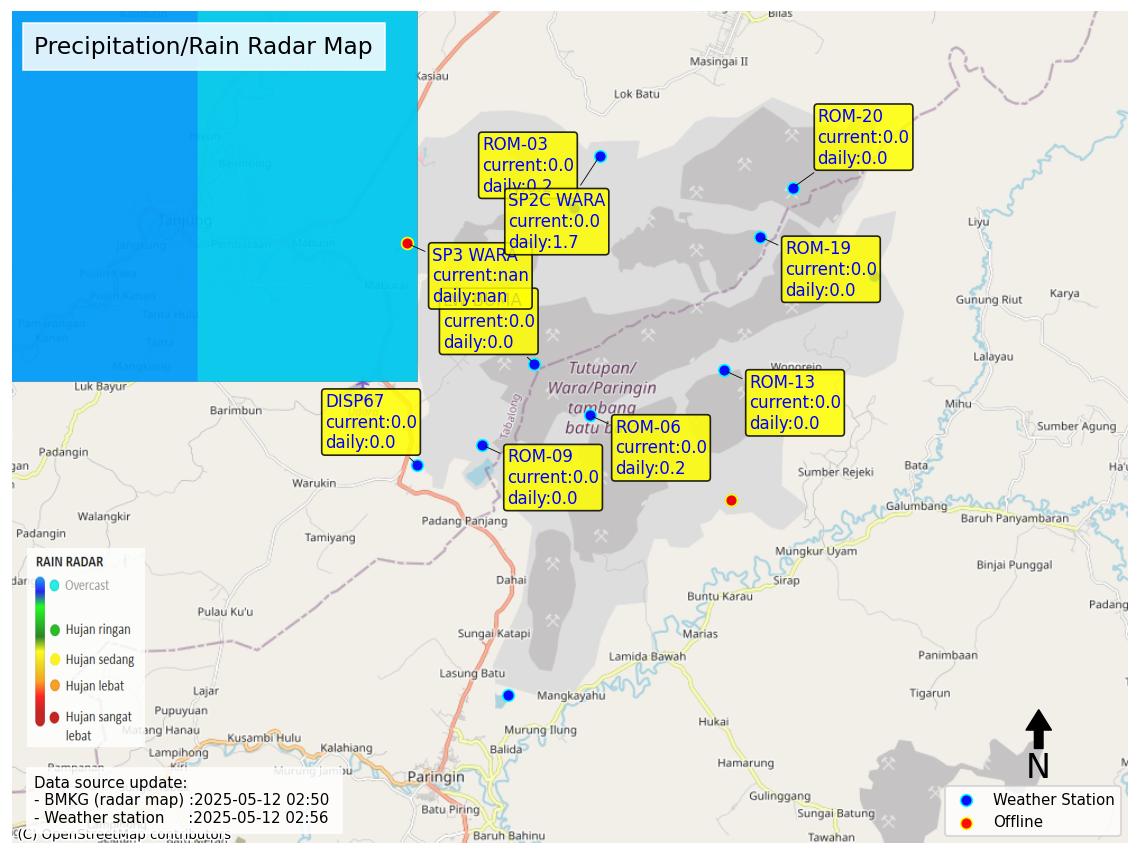 Precipitation/Rain Radar Map
Bilas
Masingai II
Kasiau
Lok Batu
ROM-20
current:0.0
daily:0.0
ROM-03
current:0.0
daily:0.2
SP2C WARA
current:0.0
daily:1.7
Tanjung
Liyu
SP3 WARA
current:nan
daily:nan
ROM-19
current:0.0
daily:0.0
Mabu
current:0.0
daily:0.0
Gunung Riut
Karya
Lalayau
Tutupan/
Wara/Paringin
tambang
batu b
Wonorejo
ROM-13
current:0.0
daily:0.0
Luk Bayur
Barimbun
DISP67
current:0.0
daily:0.0
Tabalong
Mihu
Sumber Agung
ROM-06
current:0.0
daily:0.2
Padangin
gan
ROM-09
current:0.0
daily:0.0
Warukin
Bata
Sumber Rejeki
Galumbang
Baruh Panyambaran
Walangkir
Padangin
Padang Panjang
Tamiyang
Mungkur Uyam
Binjai Punggal
Dahai
Sirap
Buntu Karau
Padang
RAIN RADAR
Overcast
Hujan ringan
Hujan sedang
Hujan lebat
Hujan sangat
lebat
Pulau Ku'u
Sungai Katapi
Marias
Lamida Bawah
Panimbaan
Lasung Batu
Lajar
Mangkayahu
Tigarun
Pupuyuan
Matang Hanau
Hukai
Murung Ilung
Kusambi Hulu
Kalahiang
Lampihong
Balida
Hamarung
Murung Jambu
Paringin
N
Data source update:
- BMKG (radar map) :2025-05-12 02:50
- Weather station :2025-05-12 02:56
(C) OpenStreetMap contributors
Batu Piring
Gulinggang
Sungai Batung
Baruh Bahinu
Tawahan
Weather Station
Offline